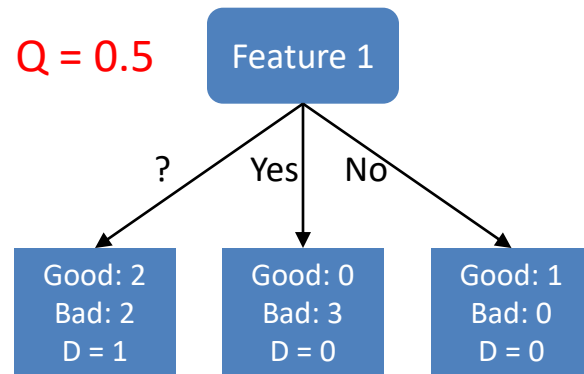 Q = 0.5
Feature 1
?
Yes
No
Good: 2
Bad: 2
D = 1
Good: 0
Bad: 3
D = 0
Good: 1
Bad: 0
D = 0